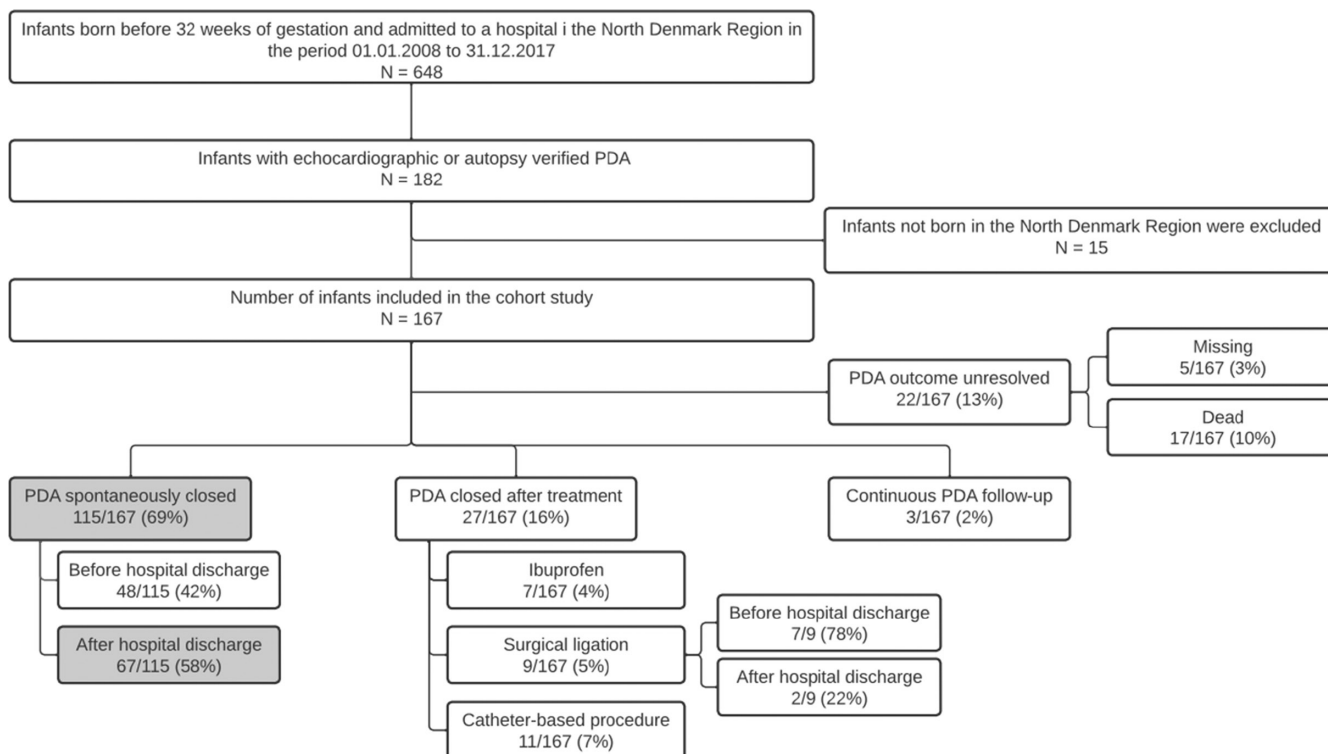 Infants born before 32 weeks of gestation and admitted to a hospital i the North Denmark Region in
the period 01.01.2008 to 31.12.2017
N = 648
Infants with echocardiographic or autopsy verified PDA
N = 182
Infants not born in the North Denmark Region were excluded
N = 15
Number of infants included in the cohort study
N = 167
PDA outcome unresolved
22/167 (13%)
Missing
5/167 (3%)
Dead
17/167 (10%)
PDA spontaneously closed
115/167 (69%)
Before hospital discharge
48/115 (42%)
After hospital discharge
67/115 (58%)
PDA closed after treatment
27/167 (16%)
Ibuprofen
7/167 (4%)
Surgical ligation
9/167 (5%)
Before hospital discharge
7/9 (78%)
After hospital discharge
2/9 (22%)
Catheter-based procedure
11/167 (7%)
Continuous PDA follow-up
3/167 (2%)